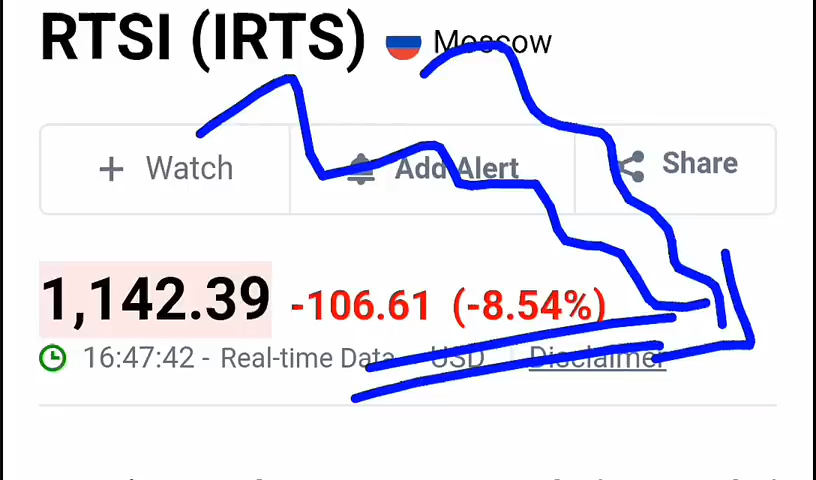 RTSI (IRTS) Moscow
+ Watch Add Alert Share
1,142.39 -106.61 (-8.54%)
16:47:42 - Real-time Data USD Disclaimer